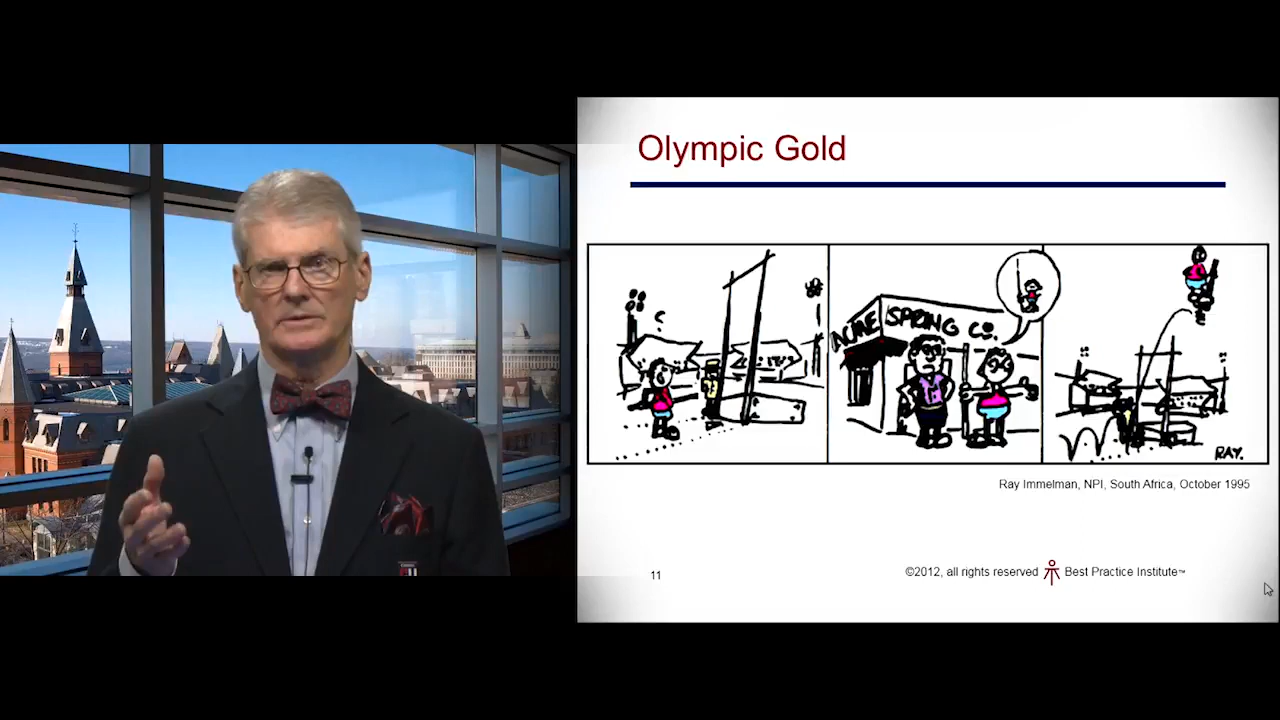 Olympic Gold
ACME SPRING CO.
RAY.
Ray Immelman, NPI, South Africa, October 1995
11
©2012, all rights reserved Best Practice Institute™